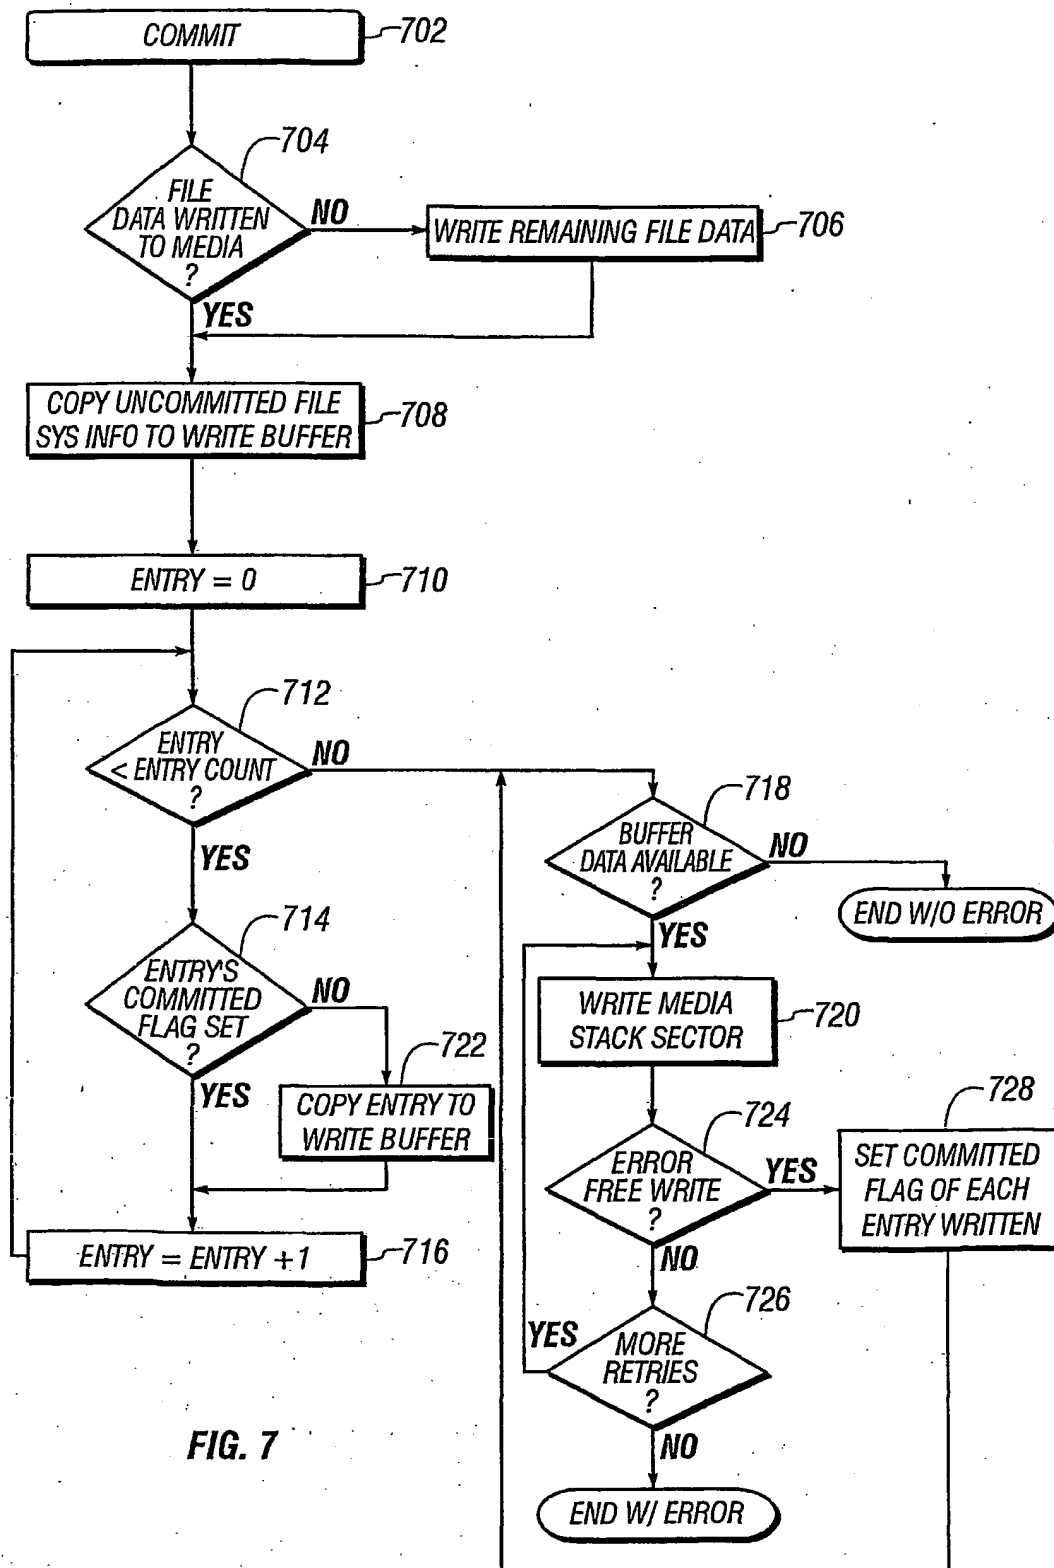 COMMIT
702
704
FILE
DATA WRITTEN
TO MEDIA
?
NO
WRITE REMAINING FILE DATA
706
YES
COPY UNCOMMITTED FILE
SYS INFO TO WRITE BUFFER
708
ENTRY = 0
710
712
ENTRY
< ENTRY COUNT
?
NO
YES
718
BUFFER
DATA AVAILABLE
?
NO
END W/O ERROR
YES
714
ENTRY'S
COMMITTED
FLAG SET
?
NO
YES
722
COPY ENTRY TO
WRITE BUFFER
WRITE MEDIA
STACK SECTOR
720
724
ERROR
FREE WRITE
?
YES
728
SET COMMITTED
FLAG OF EACH
ENTRY WRITTEN
NO
ENTRY = ENTRY +1
716
726
YES
MORE
RETRIES
?
NO
END W/ ERROR
FIG. 7